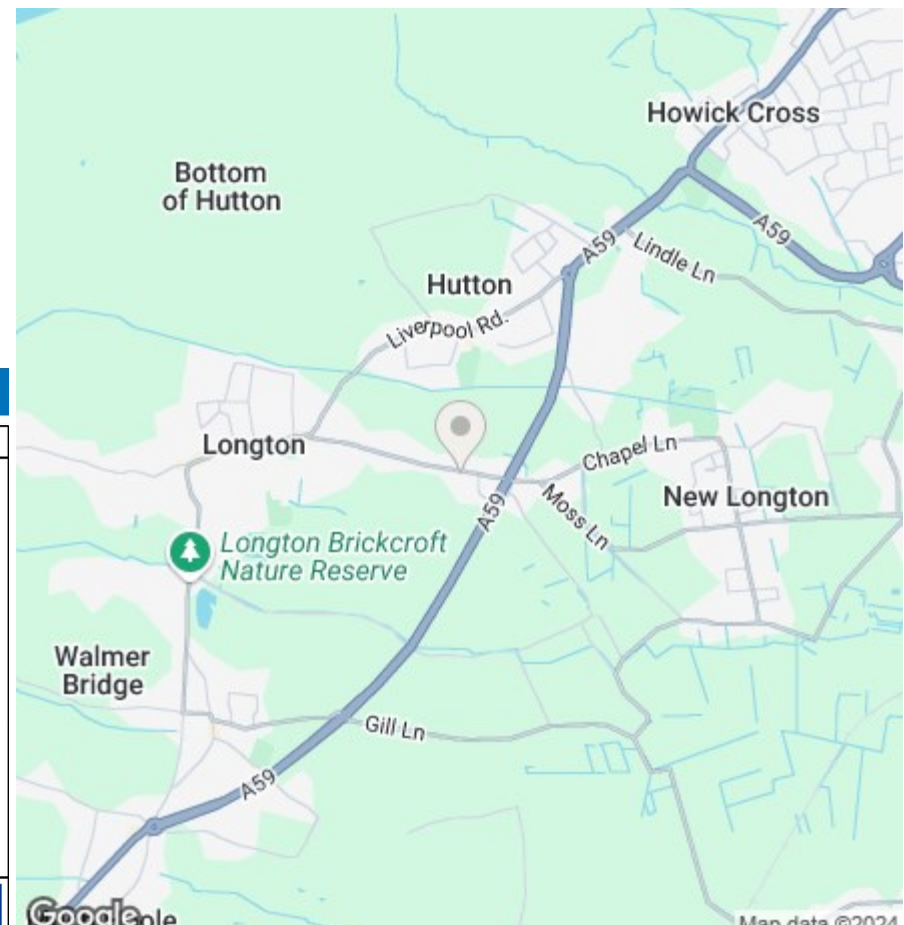 Howick Cross
Bottom
of Hutton
A59
A59
Lindle Ln
Hutton
Liverpool Rd.
Longton
Chapel Ln
New Longton
A59
Moss Ln
Longton Brickcroft
Nature Reserve
Walmer
Bridge
Gill Ln
A59
Google
Map data ©2024